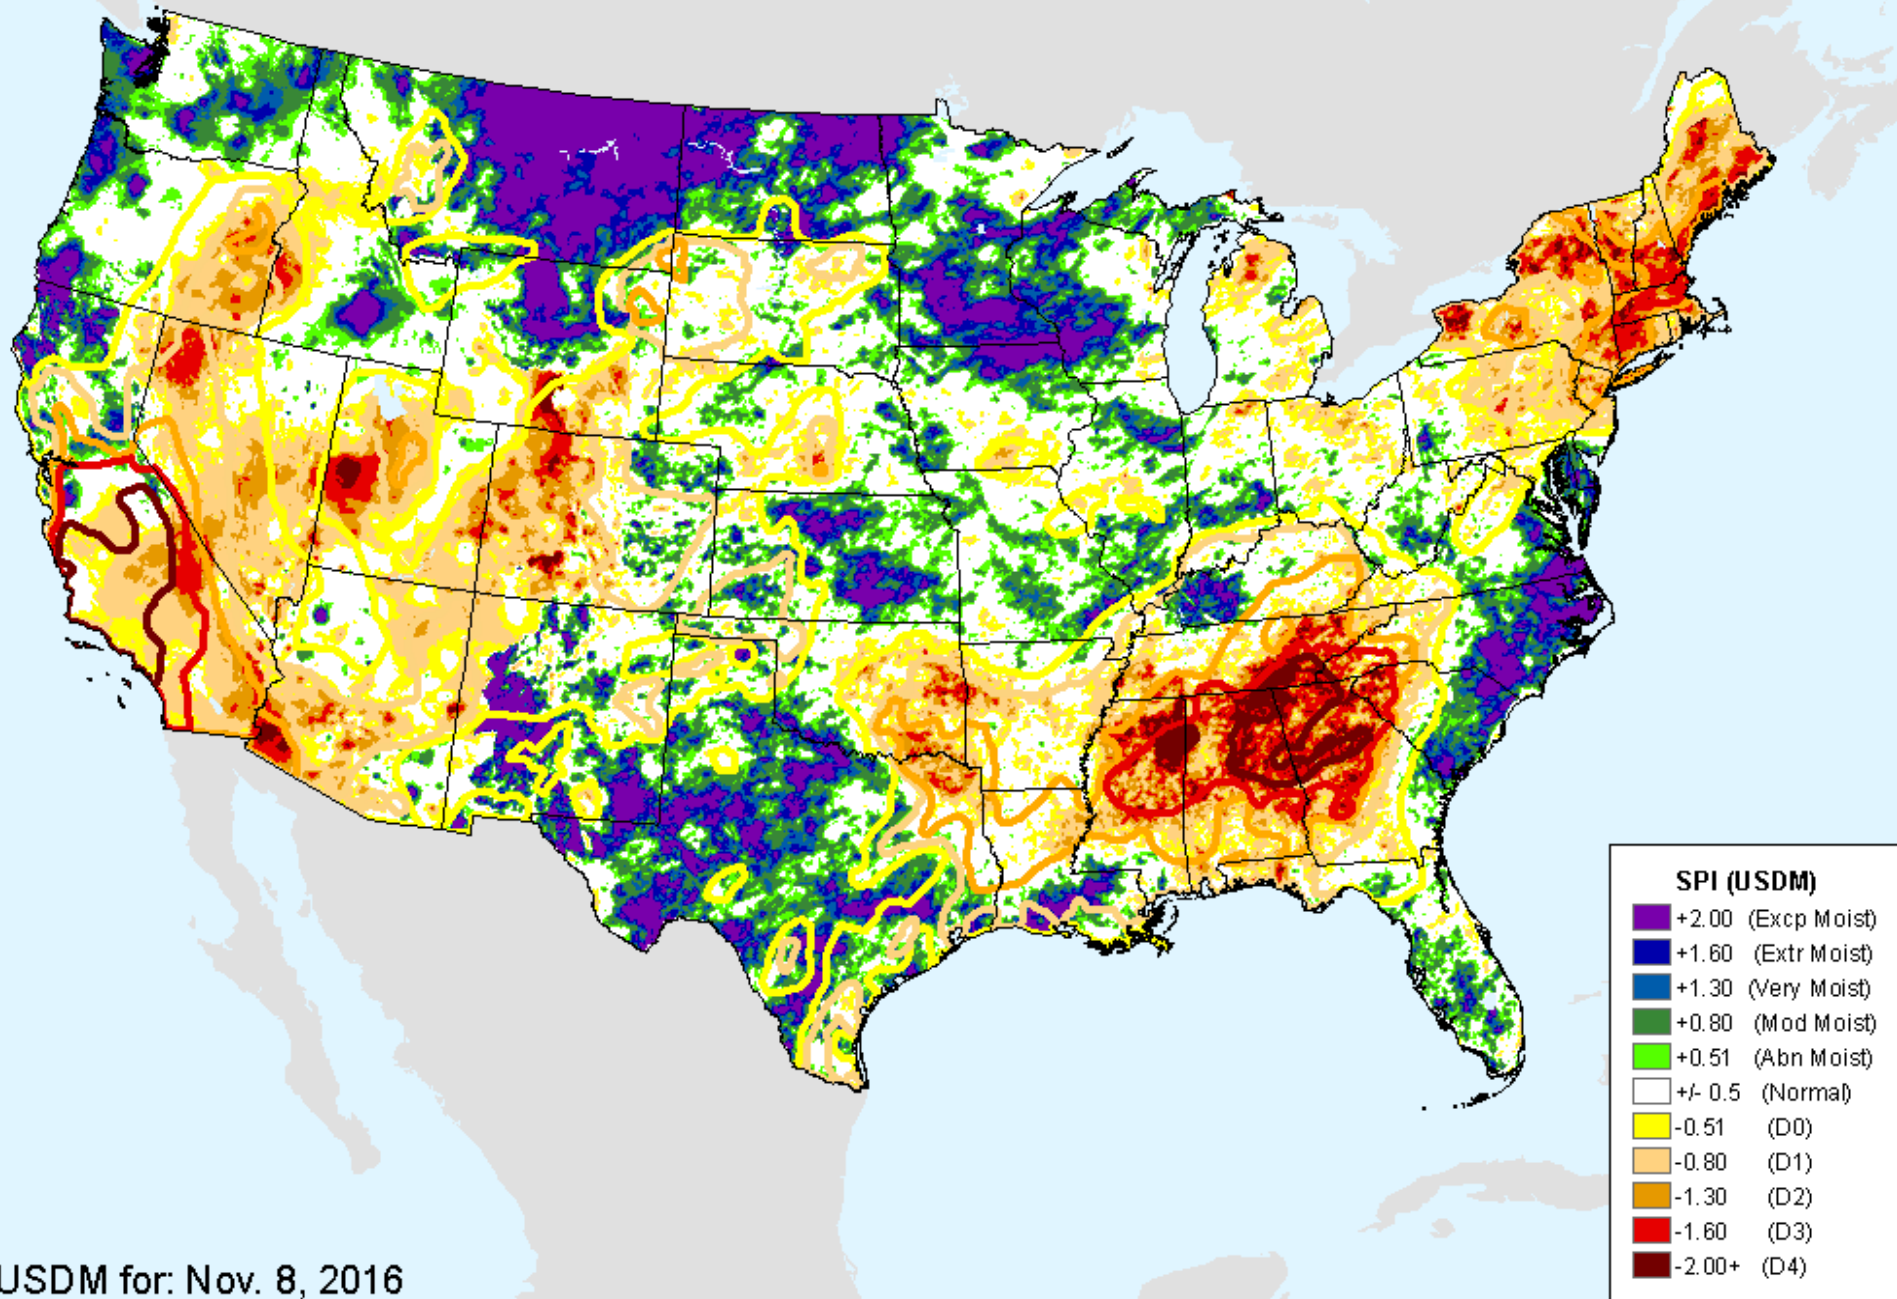 SPI (USDM)
+2.00 (Excp Moist)
+1.60 (Extr Moist)
+1.30 (Very Moist)
+0.80 (Mod Moist)
+0.51 (Abn Moist)
+/- 0.5 (Normal)
-0.51 (D0)
-0.80 (D1)
-1.30 (D2)
-1.60 (D3)
-2.00+ (D4)
USDM for: Nov. 8, 2016